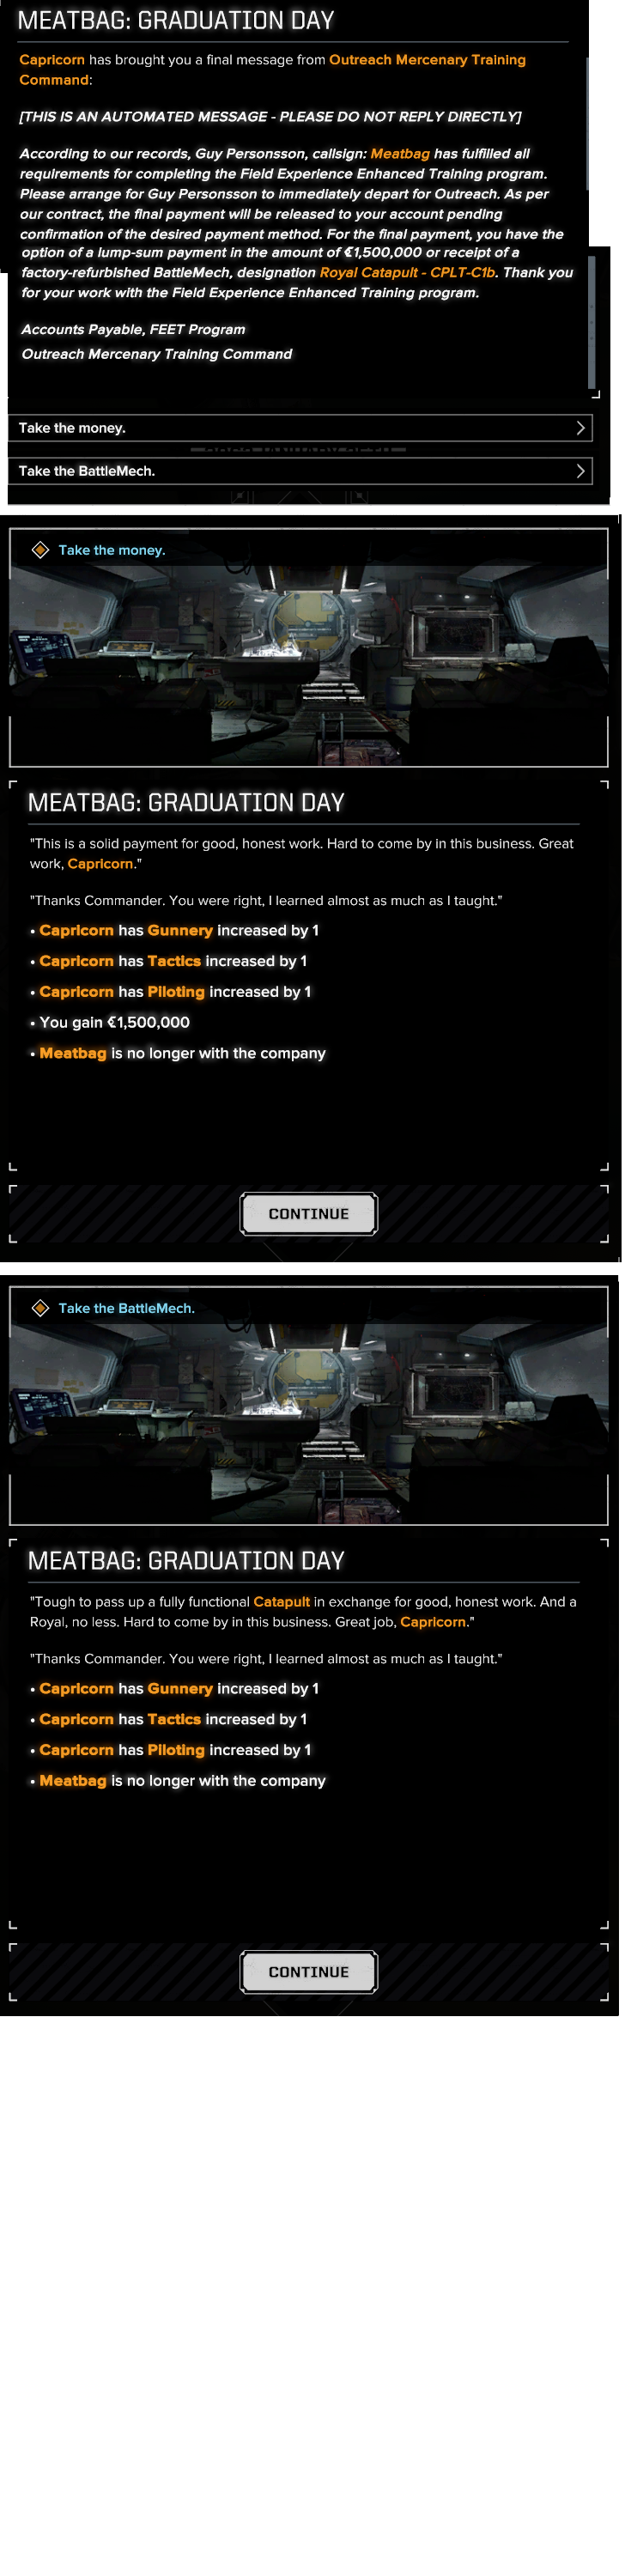 MEATBAG: GRADUATION DAY
Capricorn has brought you a final message from Outreach Mercenary Training
Command:
[THIS IS AN AUTOMATED MESSAGE - PLEASE DO NOT REPLY DIRECTLY]
According to our records, Guy Personsson, callsign: Meatbag has fulfilled all
requirements for completing the Field Experience Enhanced Training program.
Please arrange for Guy Personsson to immediately depart for Outreach. As per
our contract, the final payment will be released to your account pending
confirmation of the desired payment method. For the final payment, you have the
option of a lump-sum payment in the amount of ₡1,500,000 or receipt of a
factory-refurbished BattleMech, designation Royal Catapult - CPLT-C1b. Thank you
for your work with the Field Experience Enhanced Training program.
Accounts Payable, FEET Program
Outreach Mercenary Training Command
Take the money.
Take the BattleMech.
Take the money.
MEATBAG: GRADUATION DAY
"This is a solid payment for good, honest work. Hard to come by in this business. Great
work, Capricorn."
"Thanks Commander. You were right, I learned almost as much as I taught."
• Capricorn has Gunnery increased by 1
• Capricorn has Tactics increased by 1
• Capricorn has Piloting increased by 1
• You gain ₡1,500,000
• Meatbag is no longer with the company
CONTINUE
Take the BattleMech.
MEATBAG: GRADUATION DAY
"Tough to pass up a fully functional Catapult in exchange for good, honest work. And a
Royal, no less. Hard to come by in this business. Great job, Capricorn."
"Thanks Commander. You were right, I learned almost as much as I taught."
• Capricorn has Gunnery increased by 1
• Capricorn has Tactics increased by 1
• Capricorn has Piloting increased by 1
• Meatbag is no longer with the company
CONTINUE